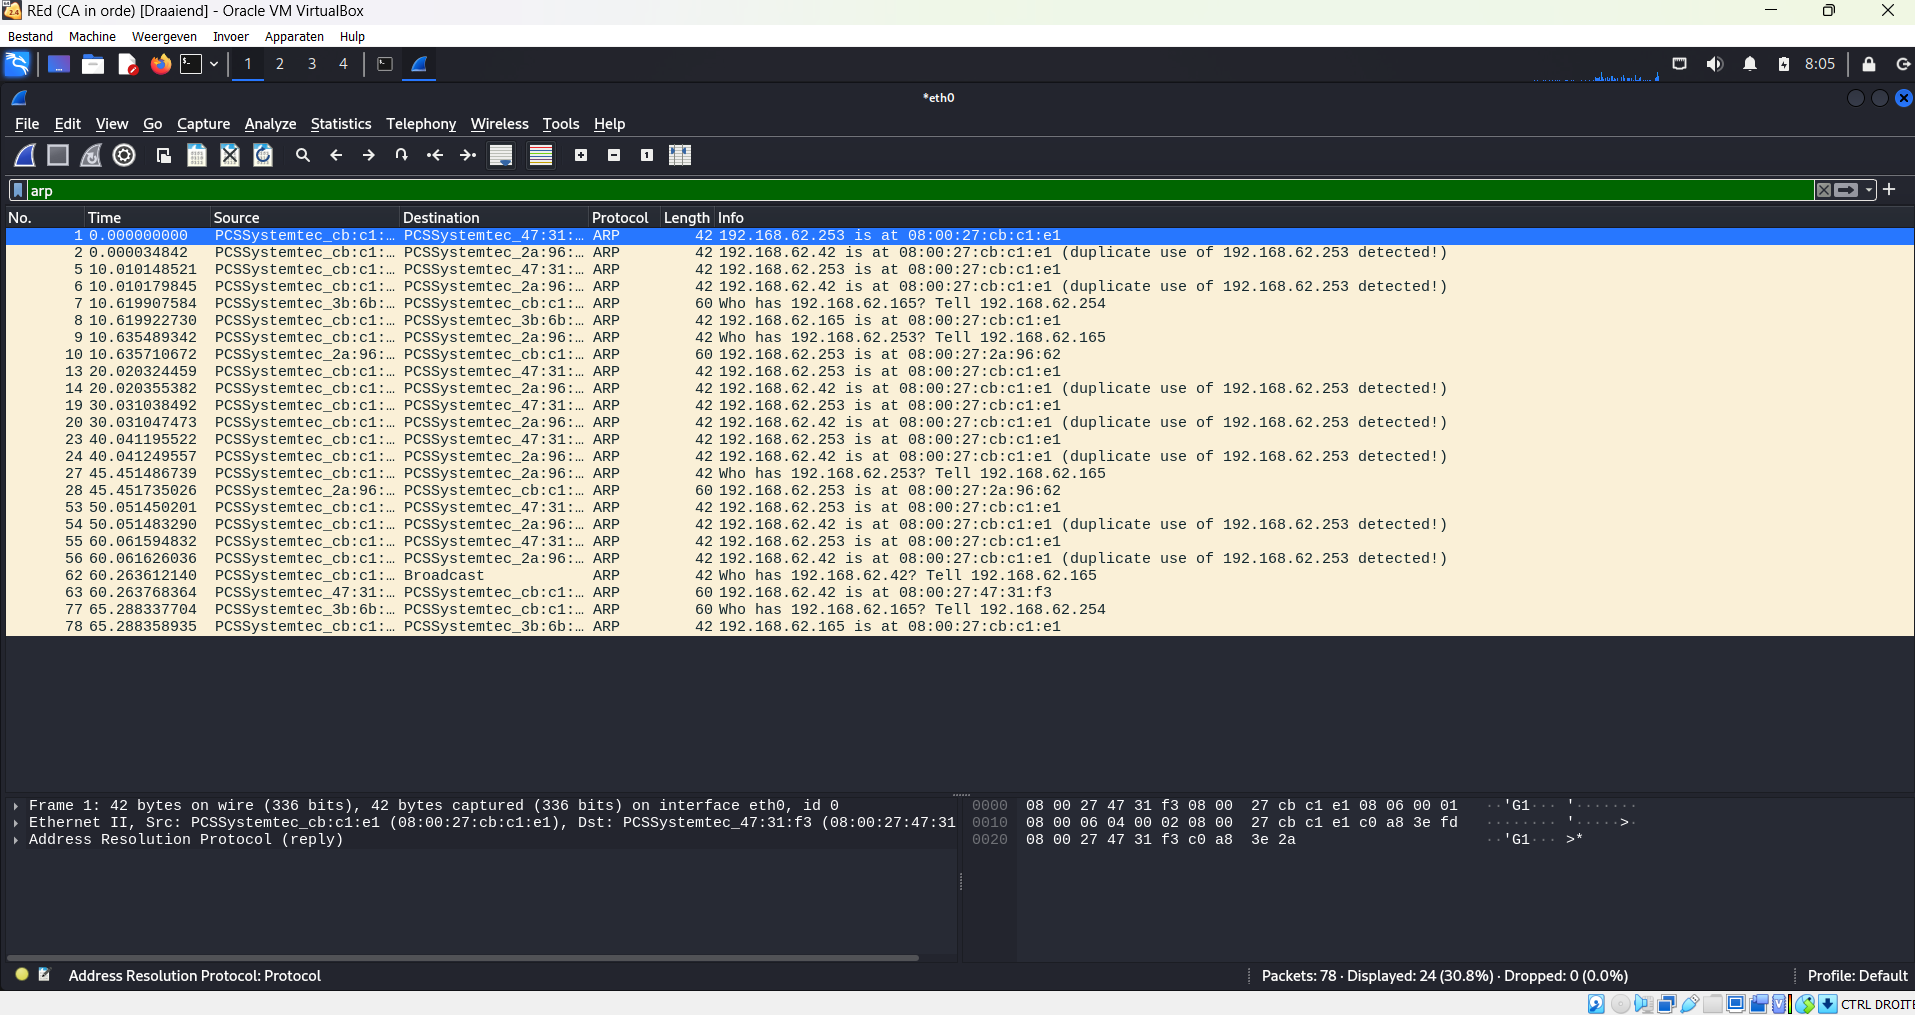 REd (CA in orde) [Draaiend] - Oracle VM VirtualBox
Bestand Machine Weergeven Invoer Apparaten Hulp
1 2 3 4 8:05
*eth0
File Edit View Go Capture Analyze Statistics Telephony Wireless Tools Help
arp
No. Time Source Destination Protocol Length Info
1 0.000000000 PCSSystemtec_cb:c1:… PCSSystemtec_47:31:… ARP 42 192.168.62.253 is at 08:00:27:cb:c1:e1
2 0.000034842 PCSSystemtec_cb:c1:… PCSSystemtec_2a:96:… ARP 42 192.168.62.42 is at 08:00:27:cb:c1:e1 (duplicate use of 192.168.62.253 detected!)
5 10.010148521 PCSSystemtec_cb:c1:… PCSSystemtec_47:31:… ARP 42 192.168.62.253 is at 08:00:27:cb:c1:e1
6 10.010179845 PCSSystemtec_cb:c1:… PCSSystemtec_2a:96:… ARP 42 192.168.62.42 is at 08:00:27:cb:c1:e1 (duplicate use of 192.168.62.253 detected!)
7 10.619907584 PCSSystemtec_3b:6b:… PCSSystemtec_cb:c1:… ARP 60 Who has 192.168.62.165? Tell 192.168.62.254
8 10.619922730 PCSSystemtec_cb:c1:… PCSSystemtec_3b:6b:… ARP 42 192.168.62.165 is at 08:00:27:cb:c1:e1
9 10.635489342 PCSSystemtec_cb:c1:… PCSSystemtec_2a:96:… ARP 42 Who has 192.168.62.253? Tell 192.168.62.165
10 10.635710672 PCSSystemtec_2a:96:… PCSSystemtec_cb:c1:… ARP 60 192.168.62.253 is at 08:00:27:2a:96:62
13 20.020324459 PCSSystemtec_cb:c1:… PCSSystemtec_47:31:… ARP 42 192.168.62.253 is at 08:00:27:cb:c1:e1
14 20.020355382 PCSSystemtec_cb:c1:… PCSSystemtec_2a:96:… ARP 42 192.168.62.42 is at 08:00:27:cb:c1:e1 (duplicate use of 192.168.62.253 detected!)
19 30.031038492 PCSSystemtec_cb:c1:… PCSSystemtec_47:31:… ARP 42 192.168.62.253 is at 08:00:27:cb:c1:e1
20 30.031047473 PCSSystemtec_cb:c1:… PCSSystemtec_2a:96:… ARP 42 192.168.62.42 is at 08:00:27:cb:c1:e1 (duplicate use of 192.168.62.253 detected!)
23 40.041195522 PCSSystemtec_cb:c1:… PCSSystemtec_47:31:… ARP 42 192.168.62.253 is at 08:00:27:cb:c1:e1
24 40.041249557 PCSSystemtec_cb:c1:… PCSSystemtec_2a:96:… ARP 42 192.168.62.42 is at 08:00:27:cb:c1:e1 (duplicate use of 192.168.62.253 detected!)
27 45.451486739 PCSSystemtec_cb:c1:… PCSSystemtec_2a:96:… ARP 42 Who has 192.168.62.253? Tell 192.168.62.165
28 45.451735026 PCSSystemtec_2a:96:… PCSSystemtec_cb:c1:… ARP 60 192.168.62.253 is at 08:00:27:2a:96:62
53 50.051450201 PCSSystemtec_cb:c1:… PCSSystemtec_47:31:… ARP 42 192.168.62.253 is at 08:00:27:cb:c1:e1
54 50.051483290 PCSSystemtec_cb:c1:… PCSSystemtec_2a:96:… ARP 42 192.168.62.42 is at 08:00:27:cb:c1:e1 (duplicate use of 192.168.62.253 detected!)
55 60.061594832 PCSSystemtec_cb:c1:… PCSSystemtec_47:31:… ARP 42 192.168.62.253 is at 08:00:27:cb:c1:e1
56 60.061626036 PCSSystemtec_cb:c1:… PCSSystemtec_2a:96:… ARP 42 192.168.62.42 is at 08:00:27:cb:c1:e1 (duplicate use of 192.168.62.253 detected!)
62 60.263612140 PCSSystemtec_cb:c1:… Broadcast ARP 42 Who has 192.168.62.42? Tell 192.168.62.165
63 60.263768364 PCSSystemtec_47:31:… PCSSystemtec_cb:c1:… ARP 60 192.168.62.42 is at 08:00:27:47:31:f3
77 65.288337704 PCSSystemtec_3b:6b:… PCSSystemtec_cb:c1:… ARP 60 Who has 192.168.62.165? Tell 192.168.62.254
78 65.288358935 PCSSystemtec_cb:c1:… PCSSystemtec_3b:6b:… ARP 42 192.168.62.165 is at 08:00:27:cb:c1:e1
Frame 1: 42 bytes on wire (336 bits), 42 bytes captured (336 bits) on interface eth0, id 0
Ethernet II, Src: PCSSystemtec_cb:c1:e1 (08:00:27:cb:c1:e1), Dst: PCSSystemtec_47:31:f3 (08:00:27:47:31
Address Resolution Protocol (reply)
0000 08 00 27 47 31 f3 08 00 27 cb c1 e1 08 06 00 01 ··'G1··· '·······
0010 08 00 06 04 00 02 08 00 27 cb c1 e1 c0 a8 3e fd ········ '·····>·
0020 08 00 27 47 31 f3 c0 a8 3e 2a ··'G1··· >*
Address Resolution Protocol: Protocol
Packets: 78 · Displayed: 24 (30.8%) · Dropped: 0 (0.0%)
Profile: Default
CTRL DROITE